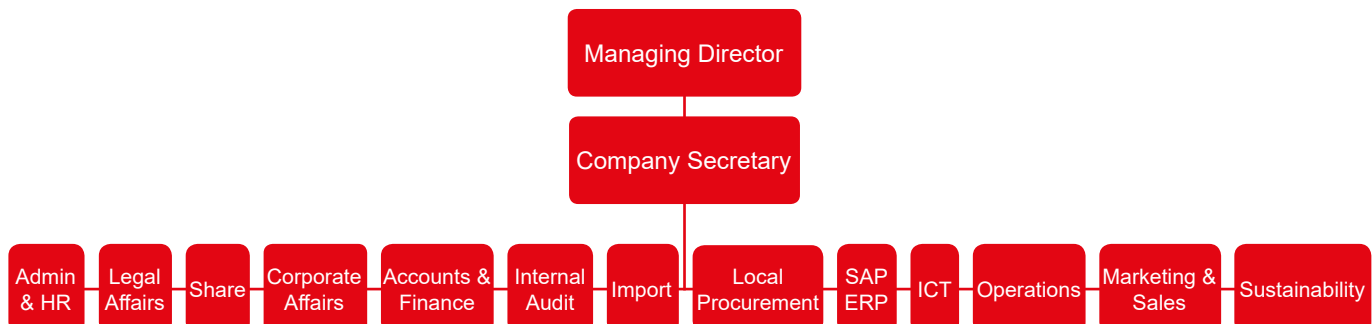 Managing Director
Company Secretary
Admin
& HR
Legal
Affairs
Share
Corporate
Affairs
Accounts &
Finance
Internal
Audit
Import
Local
Procurement
SAP
ERP
ICT
Operations
Marketing &
Sales
Sustainability